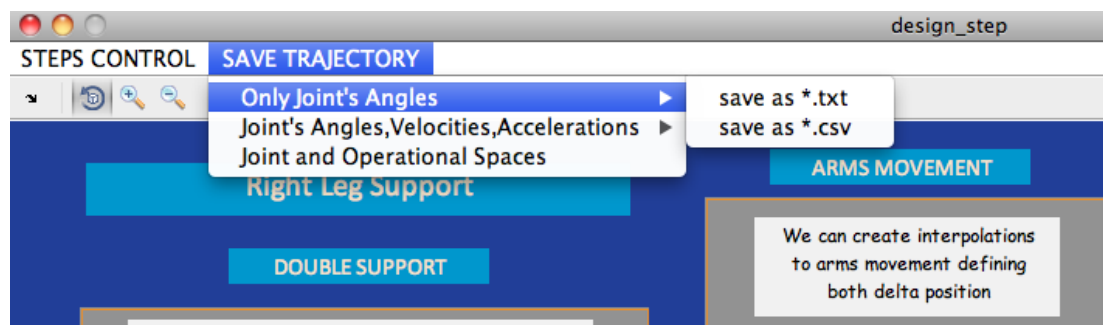 design_step
STEPS CONTROL SAVE TRAJECTORY
Only Joint's Angles
save as *.txt
Joint's Angles,Velocities,Accelerations
save as *.csv
Joint and Operational Spaces
Right Leg Support
ARMS MOVEMENT
DOUBLE SUPPORT
We can create interpolations
to arms movement defining
both delta position